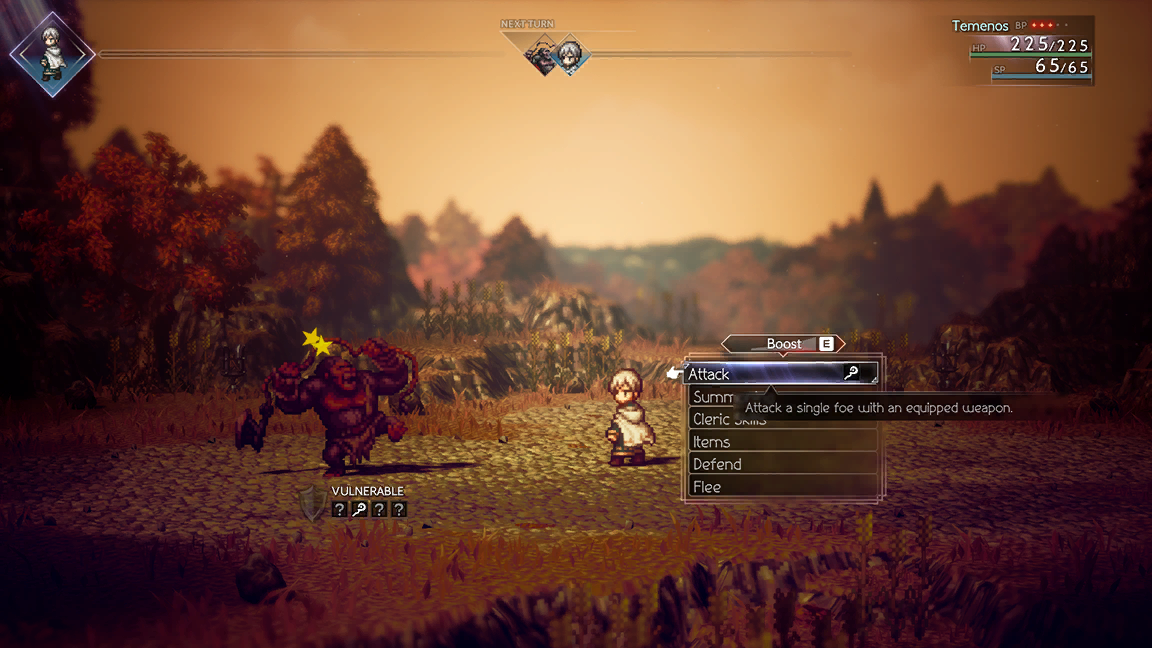 NEXT TURN
Temenos BP
HP 225/225
SP 65/65
Boost E
Attack
Summ
Attack a single foe with an equipped weapon.
Cleric Skills
Items
Defend
Flee
VULNERABLE
? ? ?